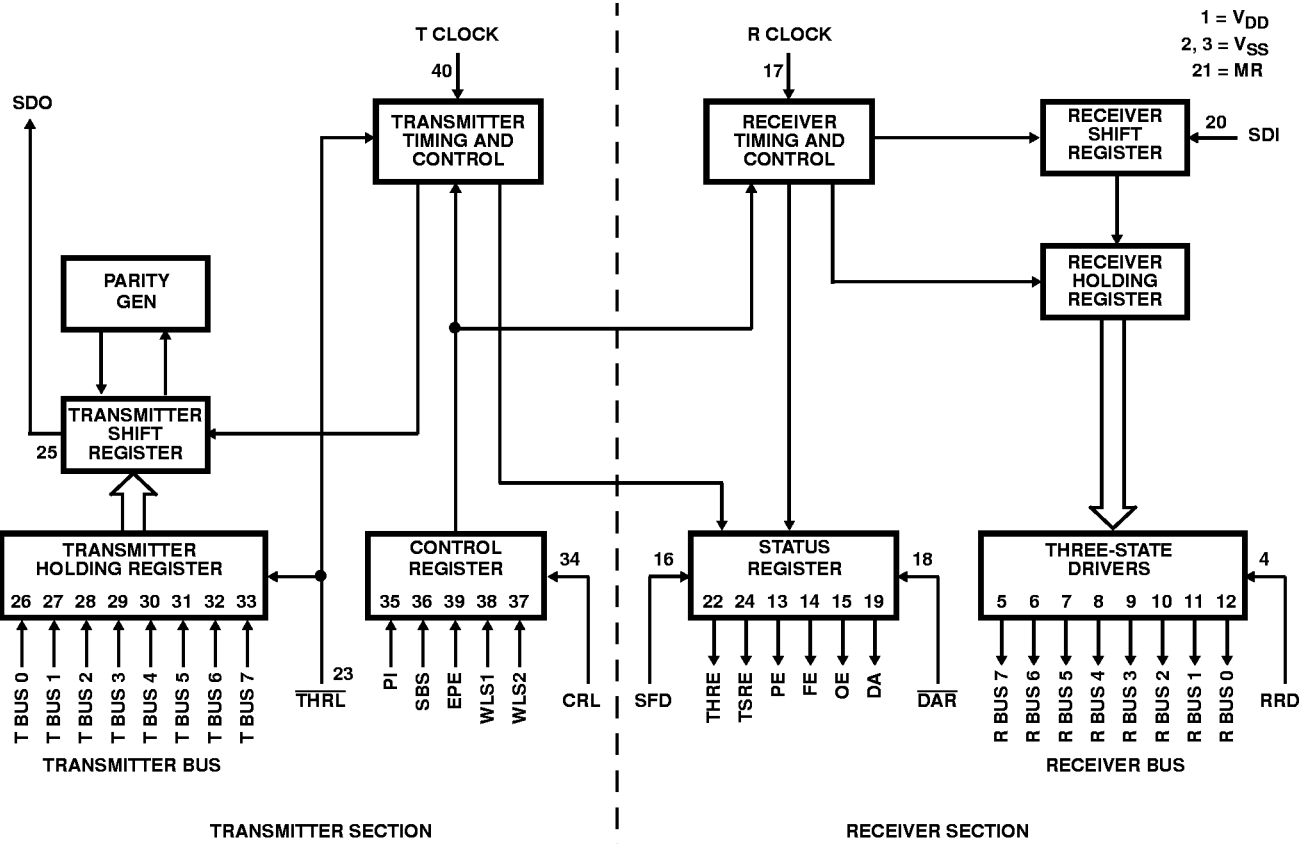 1 = VDD
2, 3 = VSS
21 = MR
T CLOCK
40
R CLOCK
17
SDO
TRANSMITTER
TIMING AND
CONTROL
RECEIVER
TIMING AND
CONTROL
RECEIVER
SHIFT
REGISTER
20
SDI
PARITY
GEN
RECEIVER
HOLDING
REGISTER
TRANSMITTER
SHIFT
REGISTER
25
TRANSMITTER
HOLDING REGISTER
26 27 28 29 30 31 32 33
T BUS 0
T BUS 1
T BUS 2
T BUS 3
T BUS 4
T BUS 5
T BUS 6
T BUS 7
TRANSMITTER BUS
23
THRL
CONTROL
REGISTER
35 36 39 38 37
34
PI
SBS
EPE
WLS1
WLS2
CRL
16
SFD
STATUS
REGISTER
22 24 13 14 15 19
18
THRE
TSRE
PE
FE
OE
DA
DAR
THREE-STATE
DRIVERS
5 6 7 8 9 10 11 12
4
R BUS 7
R BUS 6
R BUS 5
R BUS 4
R BUS 3
R BUS 2
R BUS 1
R BUS 0
RRD
RECEIVER BUS
TRANSMITTER SECTION
RECEIVER SECTION